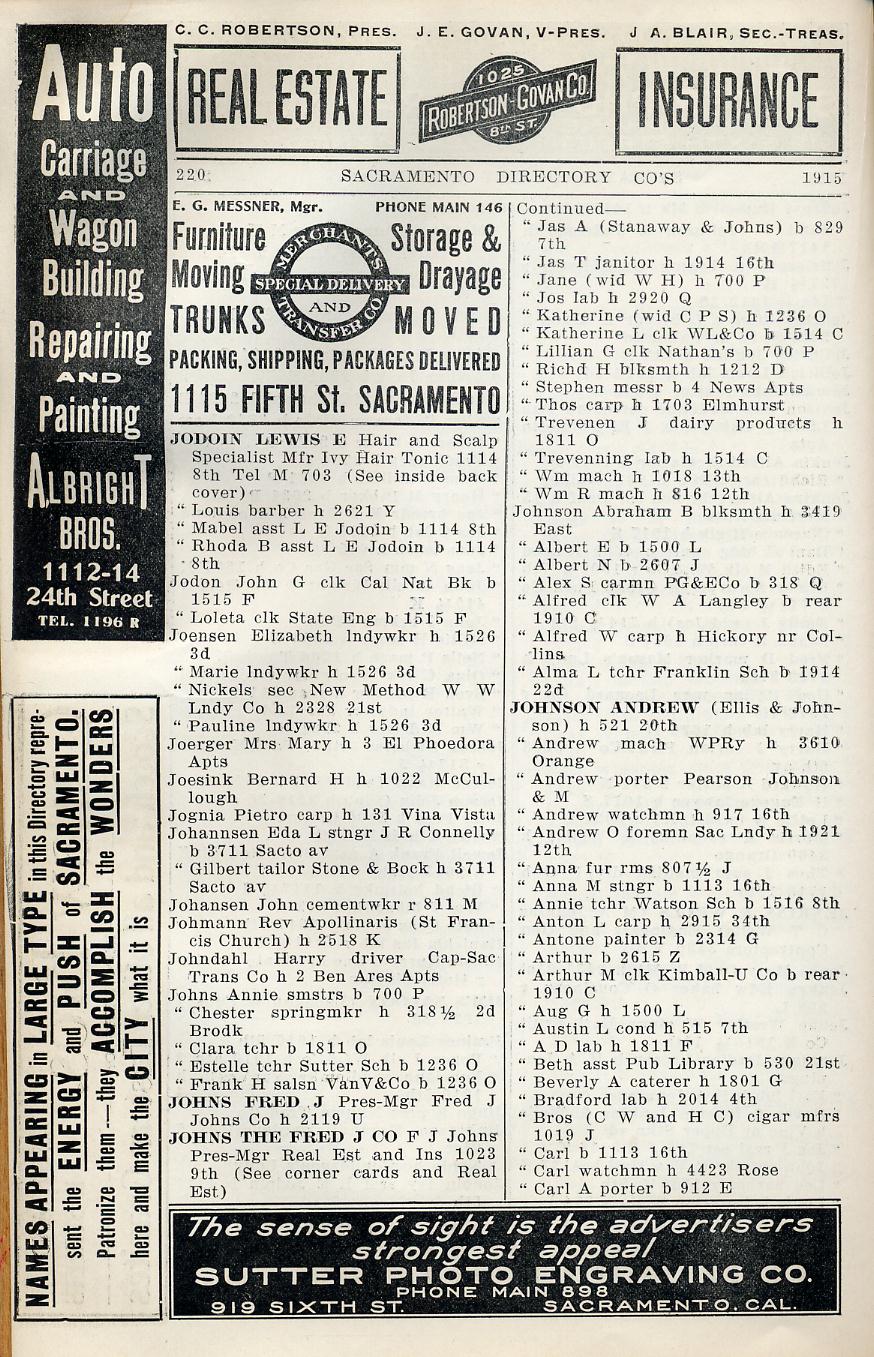 C. C. ROBERTSON, PRES. J. E. GOVAN, V-PRES. J A. BLAIR, SEC.-TREAS.
REAL ESTATE
1025
ROBERTSON-GOVAN CO.
8th ST.
INSURANCE
220 SACRAMENTO DIRECTORY CO'S 1915
Auto
Carriage
AND
Wagon
Building
Repairing
AND
Painting
ALBRIGHT
BROS.
1112-14
24th Street
TEL. 1196 R
NAMES APPEARING in LARGE TYPE in this Directory repre-
sent the ENERGY and PUSH of SACRAMENTO.
Patronize them — they ACCOMPLISH the WONDERS
here and make the CITY what it is
E. G. MESSNER, Mgr. PHONE MAIN 146
Furniture Storage &
Moving Drayage
MERCHANTS
SPECIAL DELIVERY
AND
TRANSFER CO.
TRUNKS MOVED
PACKING, SHIPPING, PACKAGES DELIVERED
1115 FIFTH St. SACRAMENTO
JODOIN LEWIS E Hair and Scalp
Specialist Mfr Ivy Hair Tonic 1114
8th Tel M 703 (See inside back
cover)
" Louis barber h 2621 Y
" Mabel asst L E Jodoin b 1114 8th
" Rhoda B asst L E Jodoin b 1114
8th
Jodon John G clk Cal Nat Bk b
1515 F
" Loleta clk State Eng b 1515 F
Joensen Elizabeth lndywkr h 1526
3d
" Marie lndywkr h 1526 3d
" Nickels sec New Method W W
Lndy Co h 2328 21st
" Pauline lndywkr h 1526 3d
Joerger Mrs Mary h 3 El Phoedora
Apts
Joesink Bernard H h 1022 McCul-
lough
Jognia Pietro carp h 131 Vina Vista
Johannsen Eda L stngr J R Connelly
b 3711 Sacto av
" Gilbert tailor Stone & Bock h 3711
Sacto av
Johansen John cementwkr r 811 M
Johmann Rev Apollinaris (St Fran-
cis Church) h 2518 K
Johndahl Harry driver Cap-Sac
Trans Co h 2 Ben Ares Apts
Johns Annie smstrs b 700 P
" Chester springmkr h 318½ 2d
Brodk
" Clara tchr b 1811 O
" Estelle tchr Sutter Sch b 1236 O
" Frank H salsn VanV&Co b 1236 O
JOHNS FRED J Pres-Mgr Fred J
Johns Co h 2119 U
JOHNS THE FRED J CO F J Johns
Pres-Mgr Real Est and Ins 1023
9th (See corner cards and Real
Est)
Continued—
" Jas A (Stanaway & Johns) b 829
7th
" Jas T janitor h 1914 16th
" Jane (wid W H) h 700 P
" Jos lab h 2920 Q
" Katherine (wid C P S) h 1236 O
" Katherine L clk WL&Co b 1514 C
" Lillian G clk Nathan's b 700 P
" Richd H blksmth h 1212 D
" Stephen messr b 4 News Apts
" Thos carp h 1703 Elmhurst
" Trevenen J dairy products h
1811 O
" Trevenning lab h 1514 C
" Wm mach h 1018 13th
" Wm R mach h 816 12th
Johnson Abraham B blksmth h 3419
East
" Albert E b 1500 L
" Albert N b 2607 J
" Alex S carmn PG&ECo b 318 Q
" Alfred clk W A Langley b rear
1910 C
" Alfred W carp h Hickory nr Col-
lins
" Alma L tchr Franklin Sch b 1914
22d
JOHNSON ANDREW (Ellis & John-
son) h 521 20th
" Andrew mach WPRy h 3610
Orange
" Andrew porter Pearson Johnson
& M
" Andrew watchmn h 917 16th
" Andrew O foremn Sac Lndy h 1921
12th
" Anna fur rms 807½ J
" Anna M stngr b 1113 16th
" Annie tchr Watson Sch b 1516 8th
" Anton L carp h 2915 34th
" Antone painter b 2314 G
" Arthur b 2615 Z
" Arthur M clk Kimball-U Co b rear
1910 C
" Aug G h 1500 L
" Austin L cond h 515 7th
" A D lab h 1811 F
" Beth asst Pub Library b 530 21st
" Beverly A caterer h 1801 G
" Bradford lab h 2014 4th
" Bros (C W and H C) cigar mfrs
1019 J
" Carl b 1113 16th
" Carl watchmn h 4423 Rose
" Carl A porter b 912 E
The sense of sight is the advertisers
strongest appeal
SUTTER PHOTO ENGRAVING CO.
PHONE MAIN 898
919 SIXTH ST. SACRAMENTO, CAL.